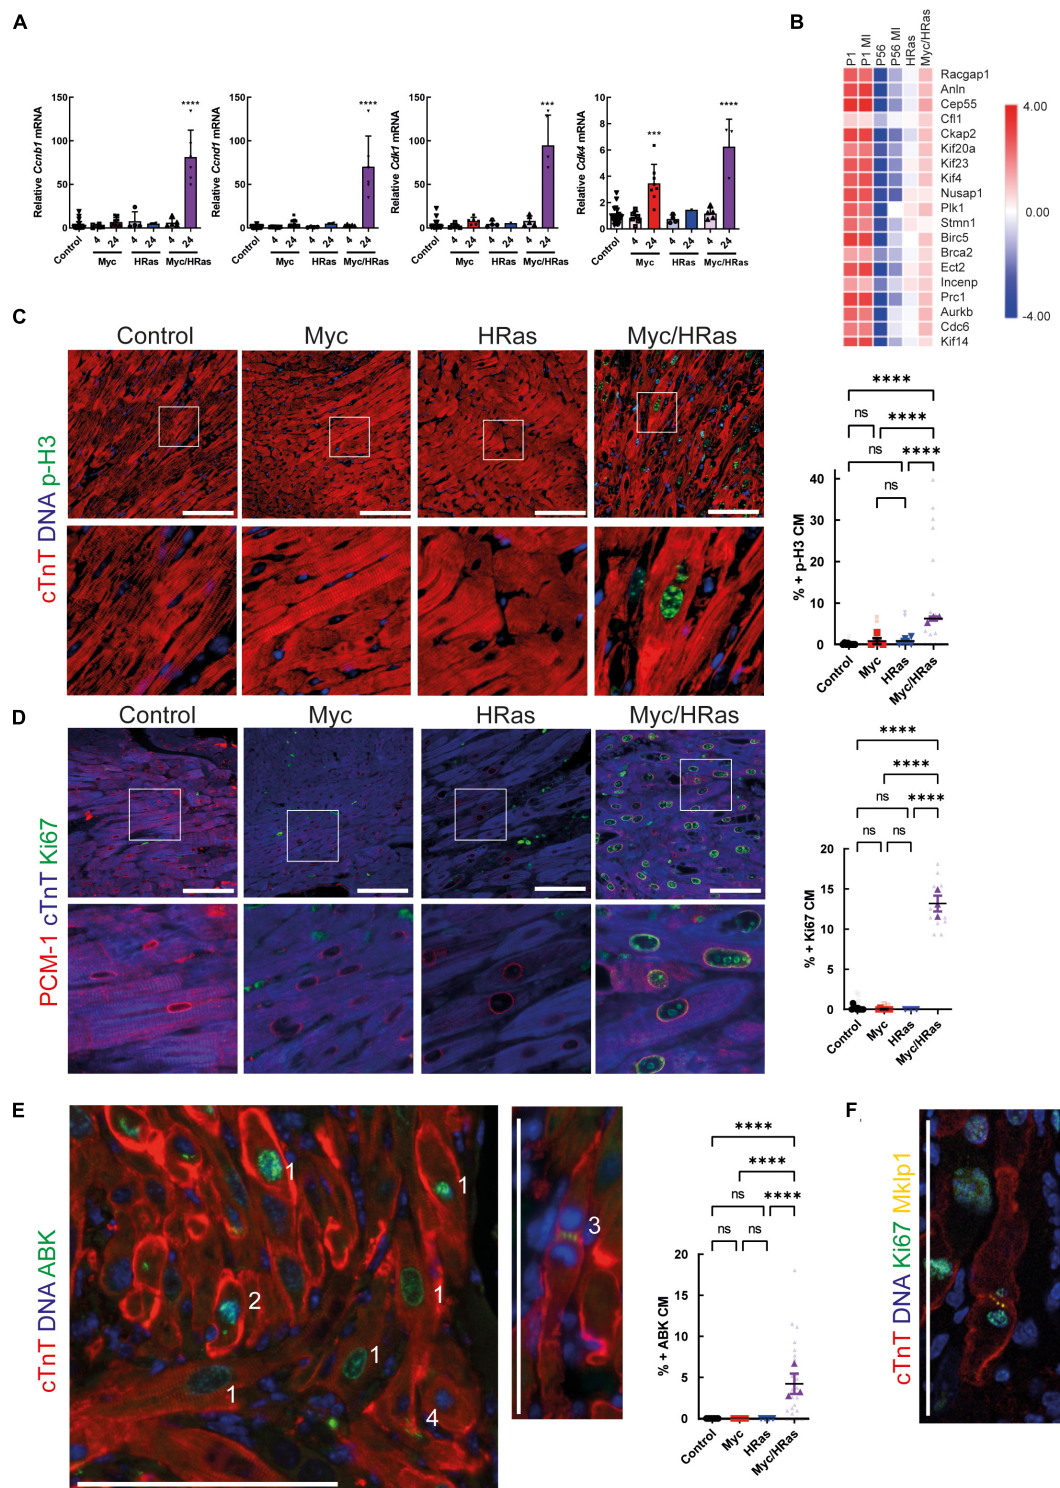 A
Relative Ccnb1 mRNA
150
100
50
0
****
Control
4
24
4
24
4
24
Myc
HRas
Myc/HRas
Relative Ccnd1 mRNA
150
100
50
0
****
Control
4
24
4
24
4
24
Myc
HRas
Myc/HRas
Relative Cdk1 mRNA
150
100
50
0
***
Control
4
24
4
24
4
24
Myc
HRas
Myc/HRas
Relative Cdk4 mRNA
10
8
6
4
2
0
***
****
Control
4
24
4
24
4
24
Myc
HRas
Myc/HRas
B
P1
P1 MI
P56
P56 MI
HRas
Myc/HRas
Racgap1
Anln
Cep55
Cfl1
Ckap2
Kif20a
Kif23
Kif4
Nusap1
Plk1
Stmn1
Birc5
Brca2
Ect2
Incenp
Prc1
Aurkb
Cdc6
Kif14
4.00
0.00
-4.00
C
Control
Myc
HRas
Myc/HRas
cTnT DNA p-H3
****
ns
****
ns
****
ns
% + p-H3 CM
40
30
20
10
0
Control
Myc
HRas
Myc/HRas
D
Control
Myc
HRas
Myc/HRas
PCM-1 cTnT Ki67
****
****
ns
****
ns
ns
% + Ki67 CM
20
15
10
5
0
Control
Myc
HRas
Myc/HRas
E
cTnT DNA ABK
1
1
2
1
1
1
4
3
****
****
ns
****
ns
ns
% + ABK CM
20
15
10
5
0
Control
Myc
HRas
Myc/HRas
F
cTnT DNA Ki67 Mklp1